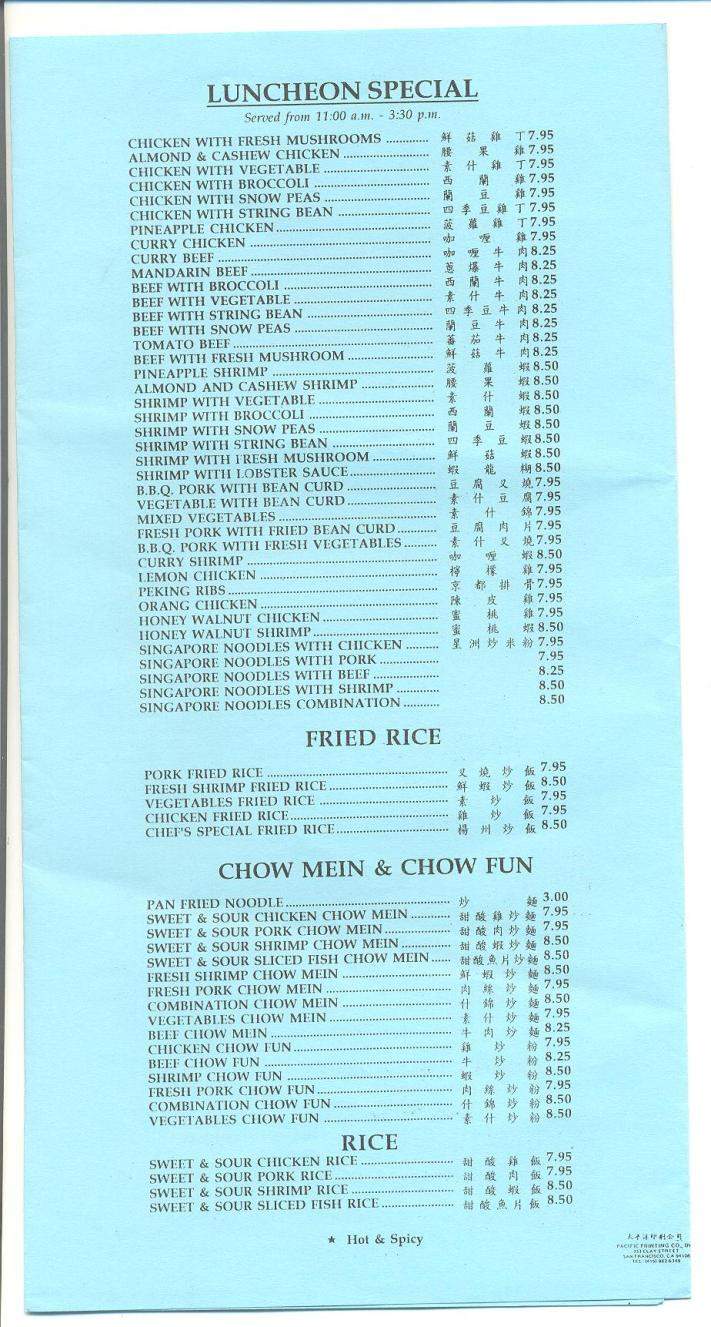 LUNCHEON SPECIAL
Served from 11:00 a.m. - 3:30 p.m.
CHICKEN WITH FRESH MUSHROOMS ............ 鮮菇雞丁 7.95
ALMOND & CASHEW CHICKEN ............ 腰果雞 7.95
CHICKEN WITH VEGETABLE ............ 素什雞丁 7.95
CHICKEN WITH BROCCOLI ............ 西蘭雞 7.95
CHICKEN WITH SNOW PEAS ............ 蘭豆雞 7.95
CHICKEN WITH STRING BEAN ............ 四季豆雞丁 7.95
PINEAPPLE CHICKEN ............ 菠蘿雞丁 7.95
CURRY CHICKEN ............ 咖喱雞 7.95
CURRY BEEF ............ 咖喱牛肉 8.25
MANDARIN BEEF ............ 蔥爆牛肉 8.25
BEEF WITH BROCCOLI ............ 西蘭牛肉 8.25
BEEF WITH VEGETABLE ............ 素什牛肉 8.25
BEEF WITH STRING BEAN ............ 四季豆牛肉 8.25
BEEF WITH SNOW PEAS ............ 蘭豆牛肉 8.25
TOMATO BEEF ............ 蕃茄牛肉 8.25
BEEF WITH FRESH MUSHROOM ............ 鮮菇牛肉 8.25
PINEAPPLE SHRIMP ............ 菠蘿蝦 8.50
ALMOND AND CASHEW SHRIMP ............ 腰果蝦 8.50
SHRIMP WITH VEGETABLE ............ 素什蝦 8.50
SHRIMP WITH BROCCOLI ............ 西蘭蝦 8.50
SHRIMP WITH SNOW PEAS ............ 蘭豆蝦 8.50
SHRIMP WITH STRING BEAN ............ 四季豆蝦 8.50
SHRIMP WITH FRESH MUSHROOM ............ 鮮菇蝦 8.50
SHRIMP WITH LOBSTER SAUCE ............ 蝦龍糊 8.50
B.B.Q. PORK WITH BEAN CURD ............ 豆腐叉燒 7.95
VEGETABLE WITH BEAN CURD ............ 素什豆腐 7.95
MIXED VEGETABLES ............ 素什錦 7.95
FRESH PORK WITH FRIED BEAN CURD ............ 豆腐肉片 7.95
B.B.Q. PORK WITH FRESH VEGETABLES ............ 素什叉燒 7.95
CURRY SHRIMP ............ 咖喱蝦 8.50
LEMON CHICKEN ............ 檸檬雞 7.95
PEKING RIBS ............ 京都排骨 7.95
ORANG CHICKEN ............ 陳皮雞 7.95
HONEY WALNUT CHICKEN ............ 蜜桃雞 7.95
HONEY WALNUT SHRIMP ............ 蜜桃蝦 8.50
SINGAPORE NOODLES WITH CHICKEN ............ 星洲炒米粉 7.95
SINGAPORE NOODLES WITH PORK ............ 7.95
SINGAPORE NOODLES WITH BEEF ............ 8.25
SINGAPORE NOODLES WITH SHRIMP ............ 8.50
SINGAPORE NOODLES COMBINATION ............ 8.50
FRIED RICE
PORK FRIED RICE ............ 叉燒炒飯 7.95
FRESH SHRIMP FRIED RICE ............ 鮮蝦炒飯 8.50
VEGETABLES FRIED RICE ............ 素炒飯 7.95
CHICKEN FRIED RICE ............ 雞炒飯 7.95
CHEF'S SPECIAL FRIED RICE ............ 楊州炒飯 8.50
CHOW MEIN & CHOW FUN
PAN FRIED NOODLE ............ 炒麵 3.00
SWEET & SOUR CHICKEN CHOW MEIN ............ 甜酸雞炒麵 7.95
SWEET & SOUR PORK CHOW MEIN ............ 甜酸肉炒麵 7.95
SWEET & SOUR SHRIMP CHOW MEIN ............ 甜酸蝦炒麵 8.50
SWEET & SOUR SLICED FISH CHOW MEIN ............ 甜酸魚片炒麵 8.50
FRESH SHRIMP CHOW MEIN ............ 鮮蝦炒麵 8.50
FRESH PORK CHOW MEIN ............ 肉絲炒麵 7.95
COMBINATION CHOW MEIN ............ 什錦炒麵 8.50
VEGETABLES CHOW MEIN ............ 素什炒麵 7.95
BEEF CHOW MEIN ............ 牛肉炒麵 8.25
CHICKEN CHOW FUN ............ 雞炒粉 7.95
BEEF CHOW FUN ............ 牛炒粉 8.25
SHRIMP CHOW FUN ............ 蝦炒粉 8.50
FRESH PORK CHOW FUN ............ 肉絲炒粉 7.95
COMBINATION CHOW FUN ............ 什錦炒粉 8.50
VEGETABLES CHOW FUN ............ 素什炒粉 8.50
RICE
SWEET & SOUR CHICKEN RICE ............ 甜酸雞飯 7.95
SWEET & SOUR PORK RICE ............ 甜酸肉飯 7.95
SWEET & SOUR SHRIMP RICE ............ 甜酸蝦飯 8.50
SWEET & SOUR SLICED FISH RICE ............ 甜酸魚片飯 8.50
★ Hot & Spicy
太平洋印刷公司
PACIFIC PRINTING CO.,
CLAY STREET
SAN FRANCISCO, CA 94108
TEL: (415)